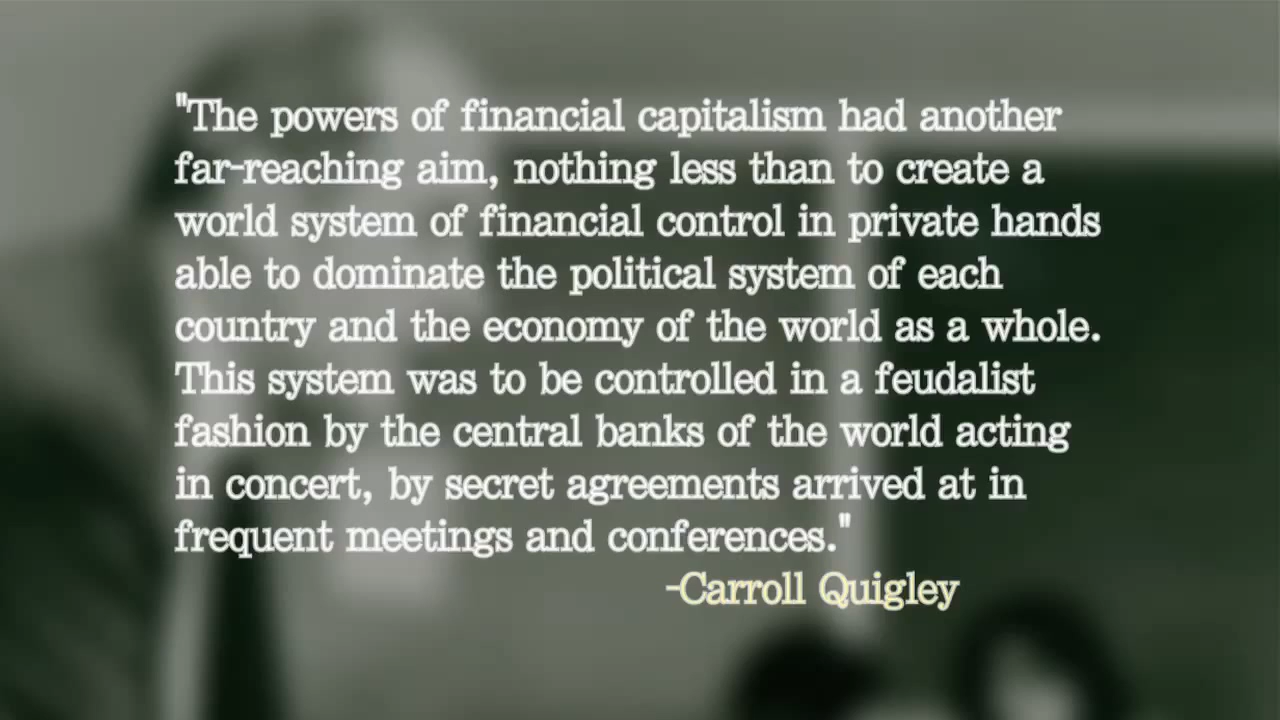 "The powers of financial capitalism had another
far-reaching aim, nothing less than to create a
world system of financial control in private hands
able to dominate the political system of each
country and the economy of the world as a whole.
This system was to be controlled in a feudalist
fashion by the central banks of the world acting
in concert, by secret agreements arrived at in
frequent meetings and conferences."
-Carroll Quigley